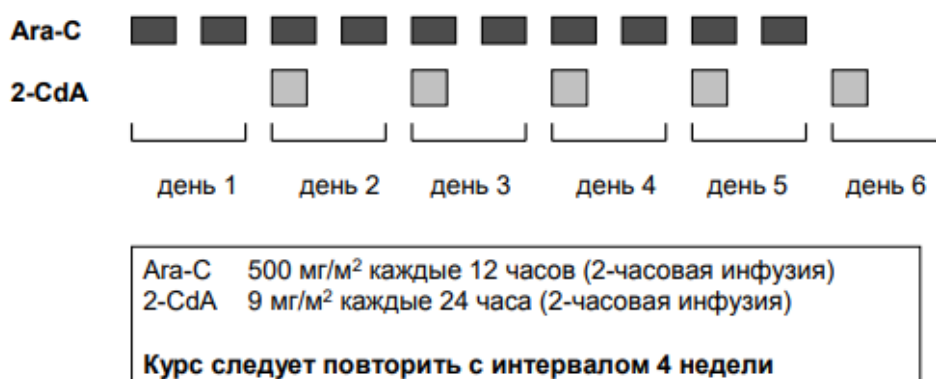 Ara-C
2-CdA
день 1 день 2 день 3 день 4 день 5 день 6
Ara-C 500 мг/м² каждые 12 часов (2-часовая инфузия)
2-CdA 9 мг/м² каждые 24 часа (2-часовая инфузия)
Курс следует повторить с интервалом 4 недели